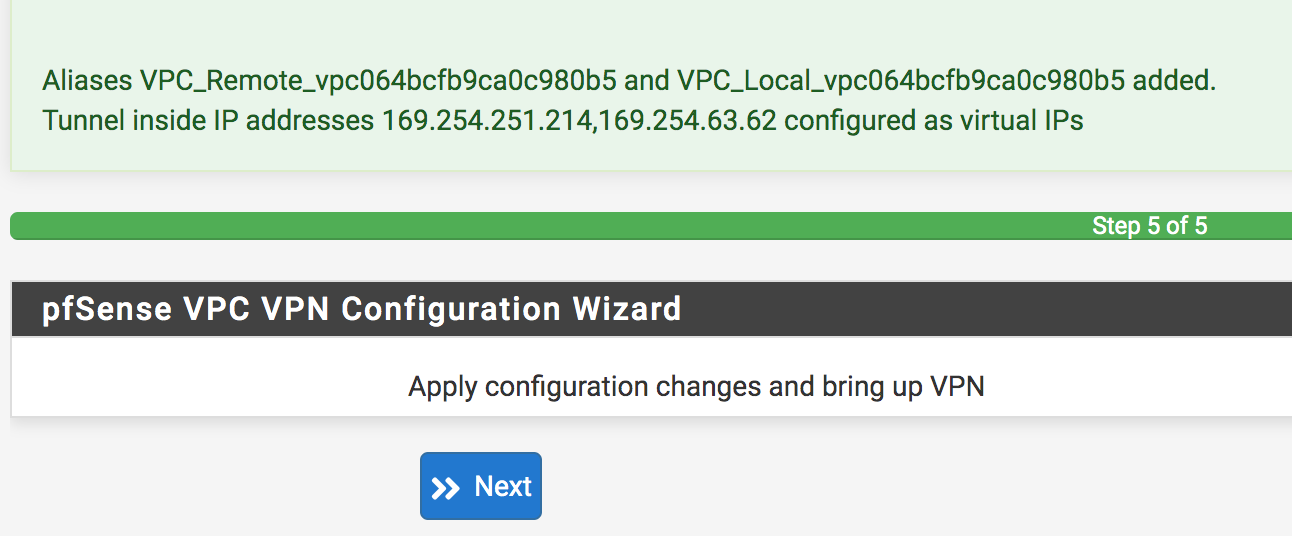 Aliases VPC_Remote_vpc064bcfb9ca0c980b5 and VPC_Local_vpc064bcfb9ca0c980b5 added.
Tunnel inside IP addresses 169.254.251.214,169.254.63.62 configured as virtual IPs
Step 5 of 5
pfSense VPC VPN Configuration Wizard
Apply configuration changes and bring up VPN
Next